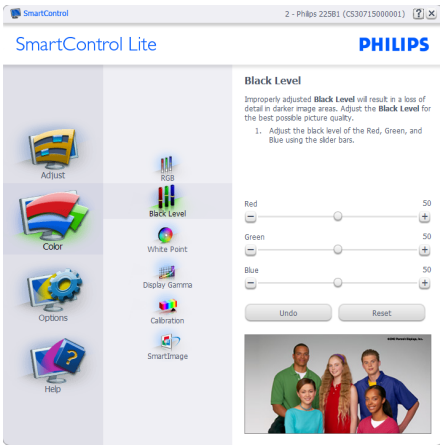 SmartControl
2 - Philips 225B1 (CS30715000001)
?
SmartControl Lite
PHILIPS
Adjust
Color
Options
Help
RGB
Black Level
White Point
Display Gamma
Calibration
SmartImage
Black Level
Improperly adjusted Black Level will result in a loss of
detail in darker image areas. Adjust the Black Level for
the best possible picture quality.
1. Adjust the black level of the Red, Green, and
Blue using the slider bars.
Red 50
Green 50
Blue 50
Undo Reset